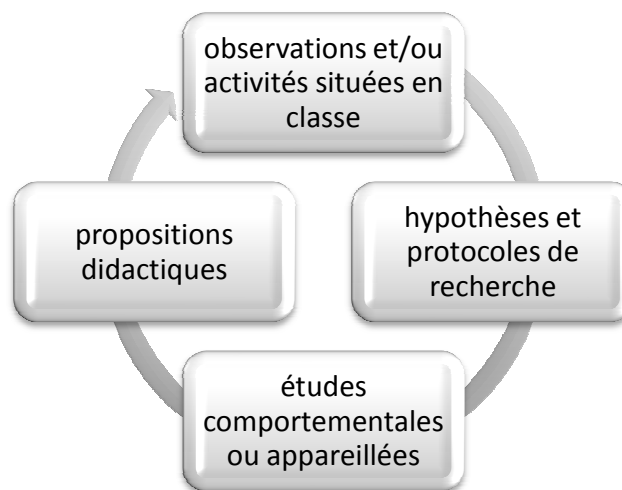 observations et/ou
activités situées en
classe
hypothèses et
protocoles de
recherche
études
comportementales
ou appareillées
propositions
didactiques